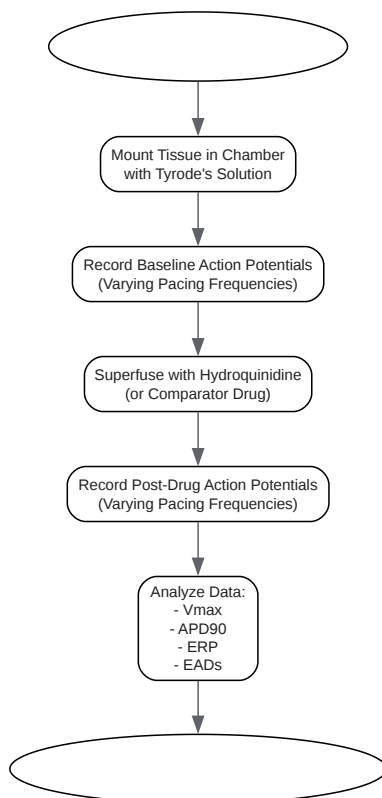 Mount Tissue in Chamber
with Tyrode's Solution
Record Baseline Action Potentials
(Varying Pacing Frequencies)
Superfuse with Hydroquinidine
(or Comparator Drug)
Record Post-Drug Action Potentials
(Varying Pacing Frequencies)
Analyze Data:
- Vmax
- APD90
- ERP
- EADs